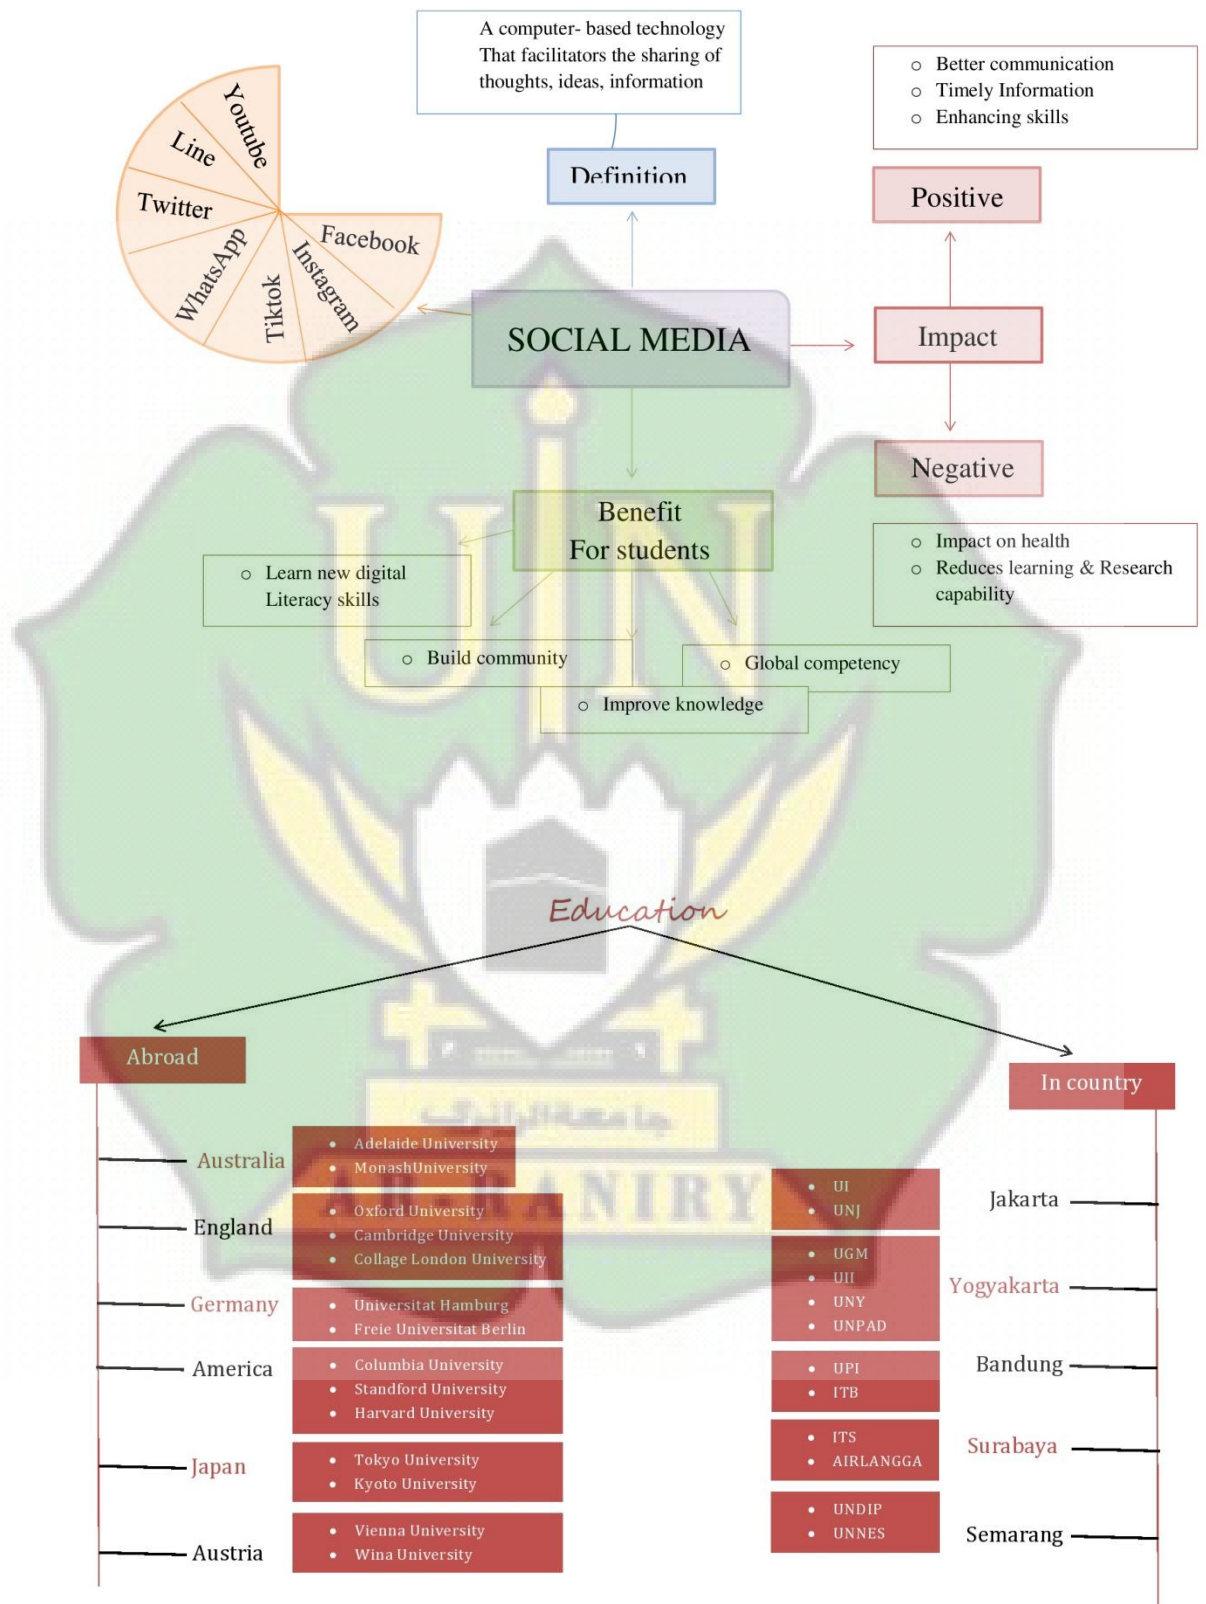 A computer- based technology
That facilitators the sharing of
thoughts, ideas, information
Definition
Youtube
Line
Twitter
WhatsApp
Tiktok
Instagram
Facebook
SOCIAL MEDIA
Better communication
Timely Information
Enhancing skills
Positive
Impact
Negative
Impact on health
Reduces learning & Research
capability
Benefit
For students
Learn new digital
Literacy skills
Build community
Global competency
Improve knowledge
UIN
Education
Abroad
Australia
Adelaide University
MonashUniversity
England
Oxford University
Cambridge University
Collage London University
Germany
Universitat Hamburg
Freie Universitat Berlin
America
Columbia University
Standford University
Harvard University
Japan
Tokyo University
Kyoto University
Austria
Vienna University
Wina University
In country
Jakarta
UI
UNJ
Yogyakarta
UGM
UII
UNY
UNPAD
Bandung
UPI
ITB
Surabaya
ITS
AIRLANGGA
Semarang
UNDIP
UNNES
جامعة الرانري
AR-RANIRY